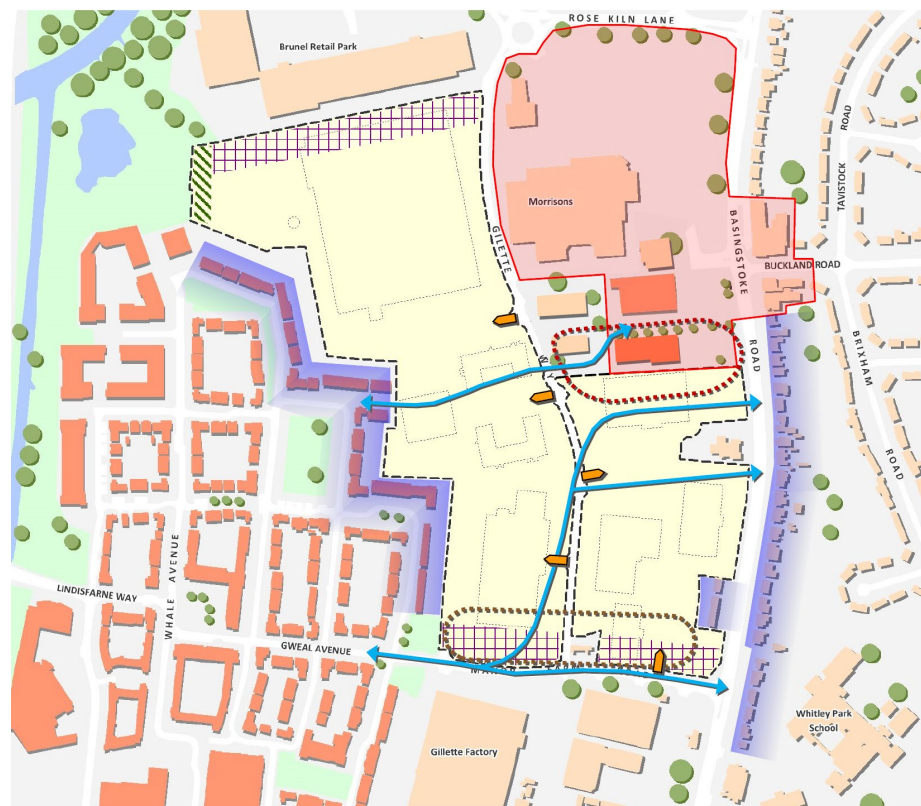 ROSE KILN LANE
Brunel Retail Park
TAVISTOCK ROAD
Morrisons
GILLETTE WAY
BASINGSTOKE ROAD
BUCKLAND ROAD
BRIXHAM ROAD
WHALE AVENUE
LINDISFARNE WAY
GWEAL AVENUE
Whitley Park
School
Gillette Factory